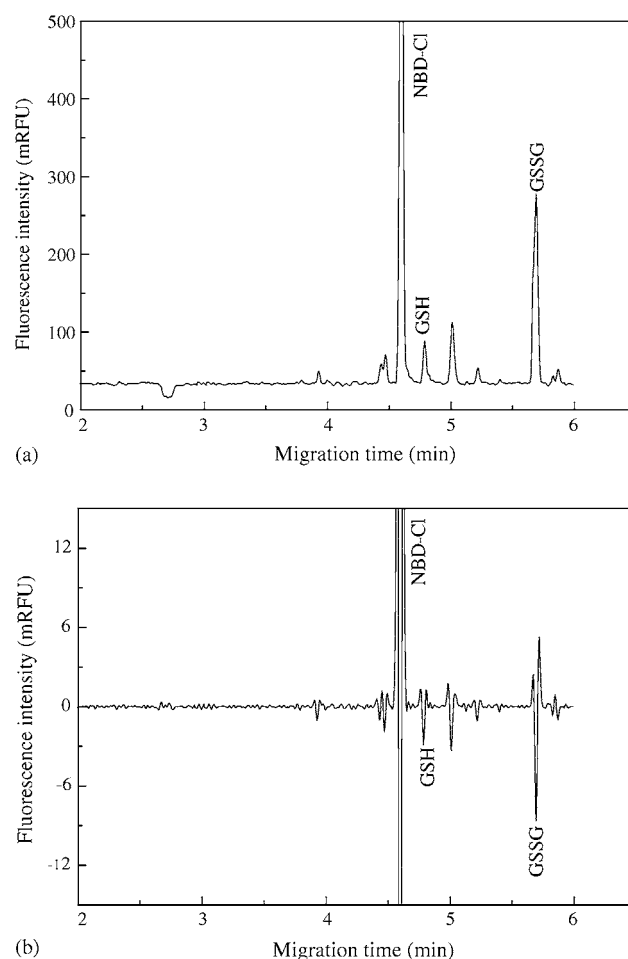 500
400
300
200
100
0
Fluorescence intensity (mRFU)
NBD-Cl
GSH
GSSG
2 3 4 5 6
(a)
Migration time (min)
12
6
0
-6
-12
Fluorescence intensity (mRFU)
NBD-Cl
GSH
GSSG
2 3 4 5 6
(b)
Migration time (min)